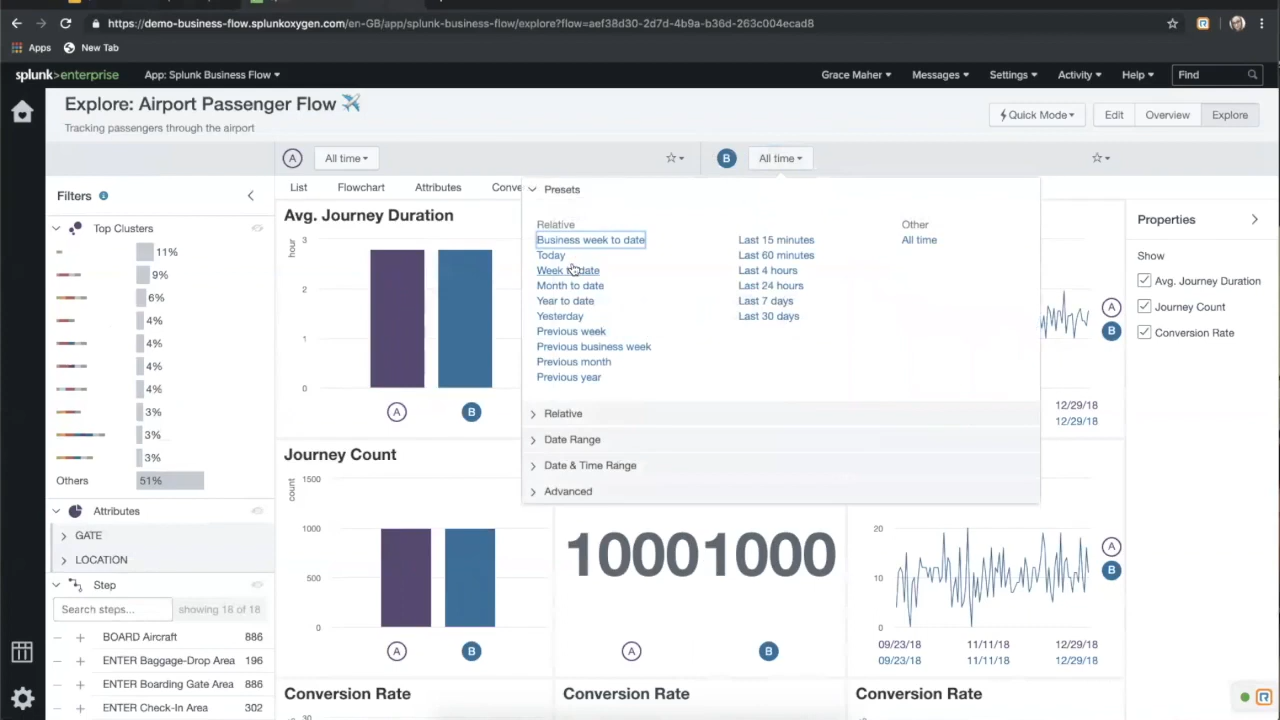 https://demo-business-flow.splunkoxygen.com/en-GB/app/splunk-business-flow/explore?flow=aef38d30-2d7d-4b9a-b36d-263c004ecad8
Apps New Tab
splunk>enterprise App: Splunk Business Flow Grace Maher Messages Settings Activity Help Find
Explore: Airport Passenger Flow
Tracking passengers through the airport
Quick Mode Edit Overview Explore
A All time B All time
Filters
List Flowchart Attributes Conve
Top Clusters
11%
9%
6%
4%
4%
4%
4%
3%
3%
3%
Others 51%
Attributes
GATE
LOCATION
Step
Search steps... showing 18 of 18
BOARD Aircraft 886
ENTER Baggage-Drop Area 196
ENTER Boarding Gate Area 886
ENTER Check-In Area 302
Avg. Journey Duration
hour
3
2
1
0
A B
Presets
Relative
Business week to date
Today
Week to date
Month to date
Year to date
Yesterday
Previous week
Previous business week
Previous month
Previous year
Last 15 minutes
Last 60 minutes
Last 4 hours
Last 24 hours
Last 7 days
Last 30 days
Other
All time
Relative
Date Range
Date & Time Range
Advanced
A
B
12/29/18
12/29/18
Journey Count
count
1500
1000
500
0
A B
1000 1000
A B
20
10
0
A
B
09/23/18 11/11/18 12/29/18
09/23/18 11/11/18 12/29/18
Conversion Rate Conversion Rate Conversion Rate
30
Properties
Show
Avg. Journey Duration
Journey Count
Conversion Rate